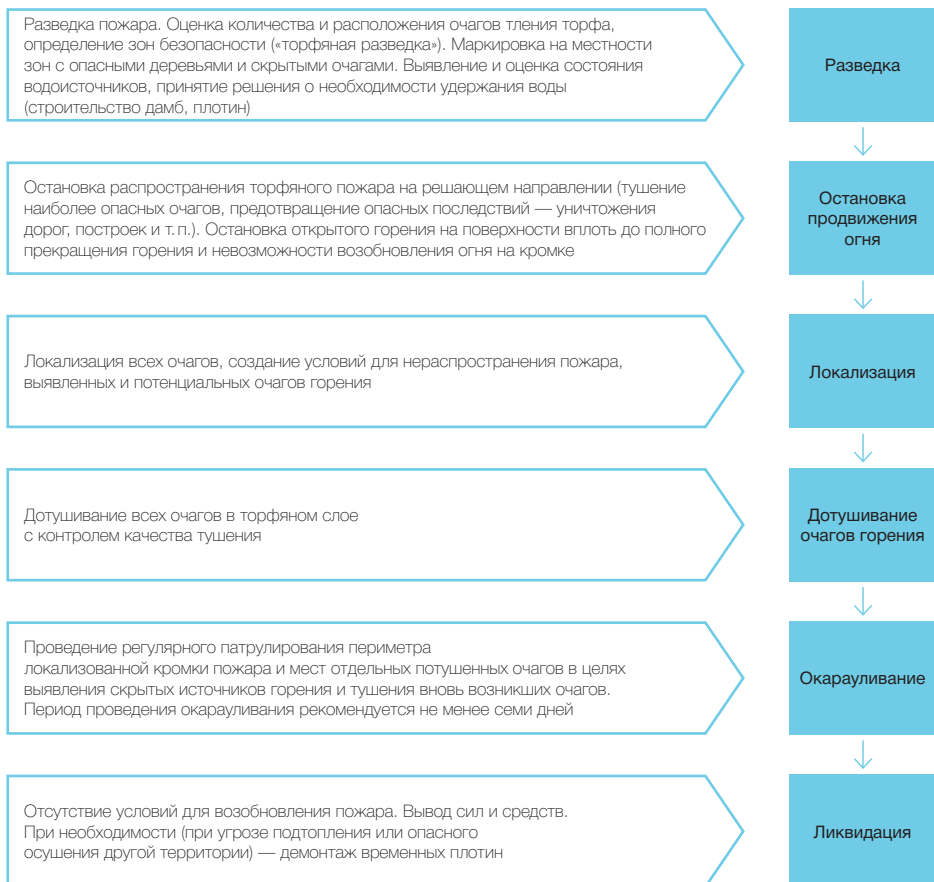 Разведка пожара. Оценка количества и расположения очагов тления торфа,
определение зон безопасности («торфяная разведка»). Маркировка на местности
зон с опасными деревьями и скрытыми очагами. Выявление и оценка состояния
водоисточников, принятие решения о необходимости удержания воды
(строительство дамб, плотин)
Разведка
Остановка распространения торфяного пожара на решающем направлении (тушение
наиболее опасных очагов, предотвращение опасных последствий — уничтожения
дорог, построек и т. п.). Остановка открытого горения на поверхности вплоть до полного
прекращения горения и невозможности возобновления огня на кромке
Остановка
продвижения
огня
Локализация всех очагов, создание условий для нераспространения пожара,
выявленных и потенциальных очагов горения
Локализация
Дотушивание всех очагов в торфяном слое
с контролем качества тушения
Дотушивание
очагов горения
Проведение регулярного патрулирования периметра
локализованной кромки пожара и мест отдельных потушенных очагов в целях
выявления скрытых источников горения и тушения вновь возникших очагов.
Период проведения окарауливания рекомендуется не менее семи дней
Окарауливание
Отсутствие условий для возобновления пожара. Вывод сил и средств.
При необходимости (при угрозе подтопления или опасного
осушения другой территории) — демонтаж временных плотин
Ликвидация